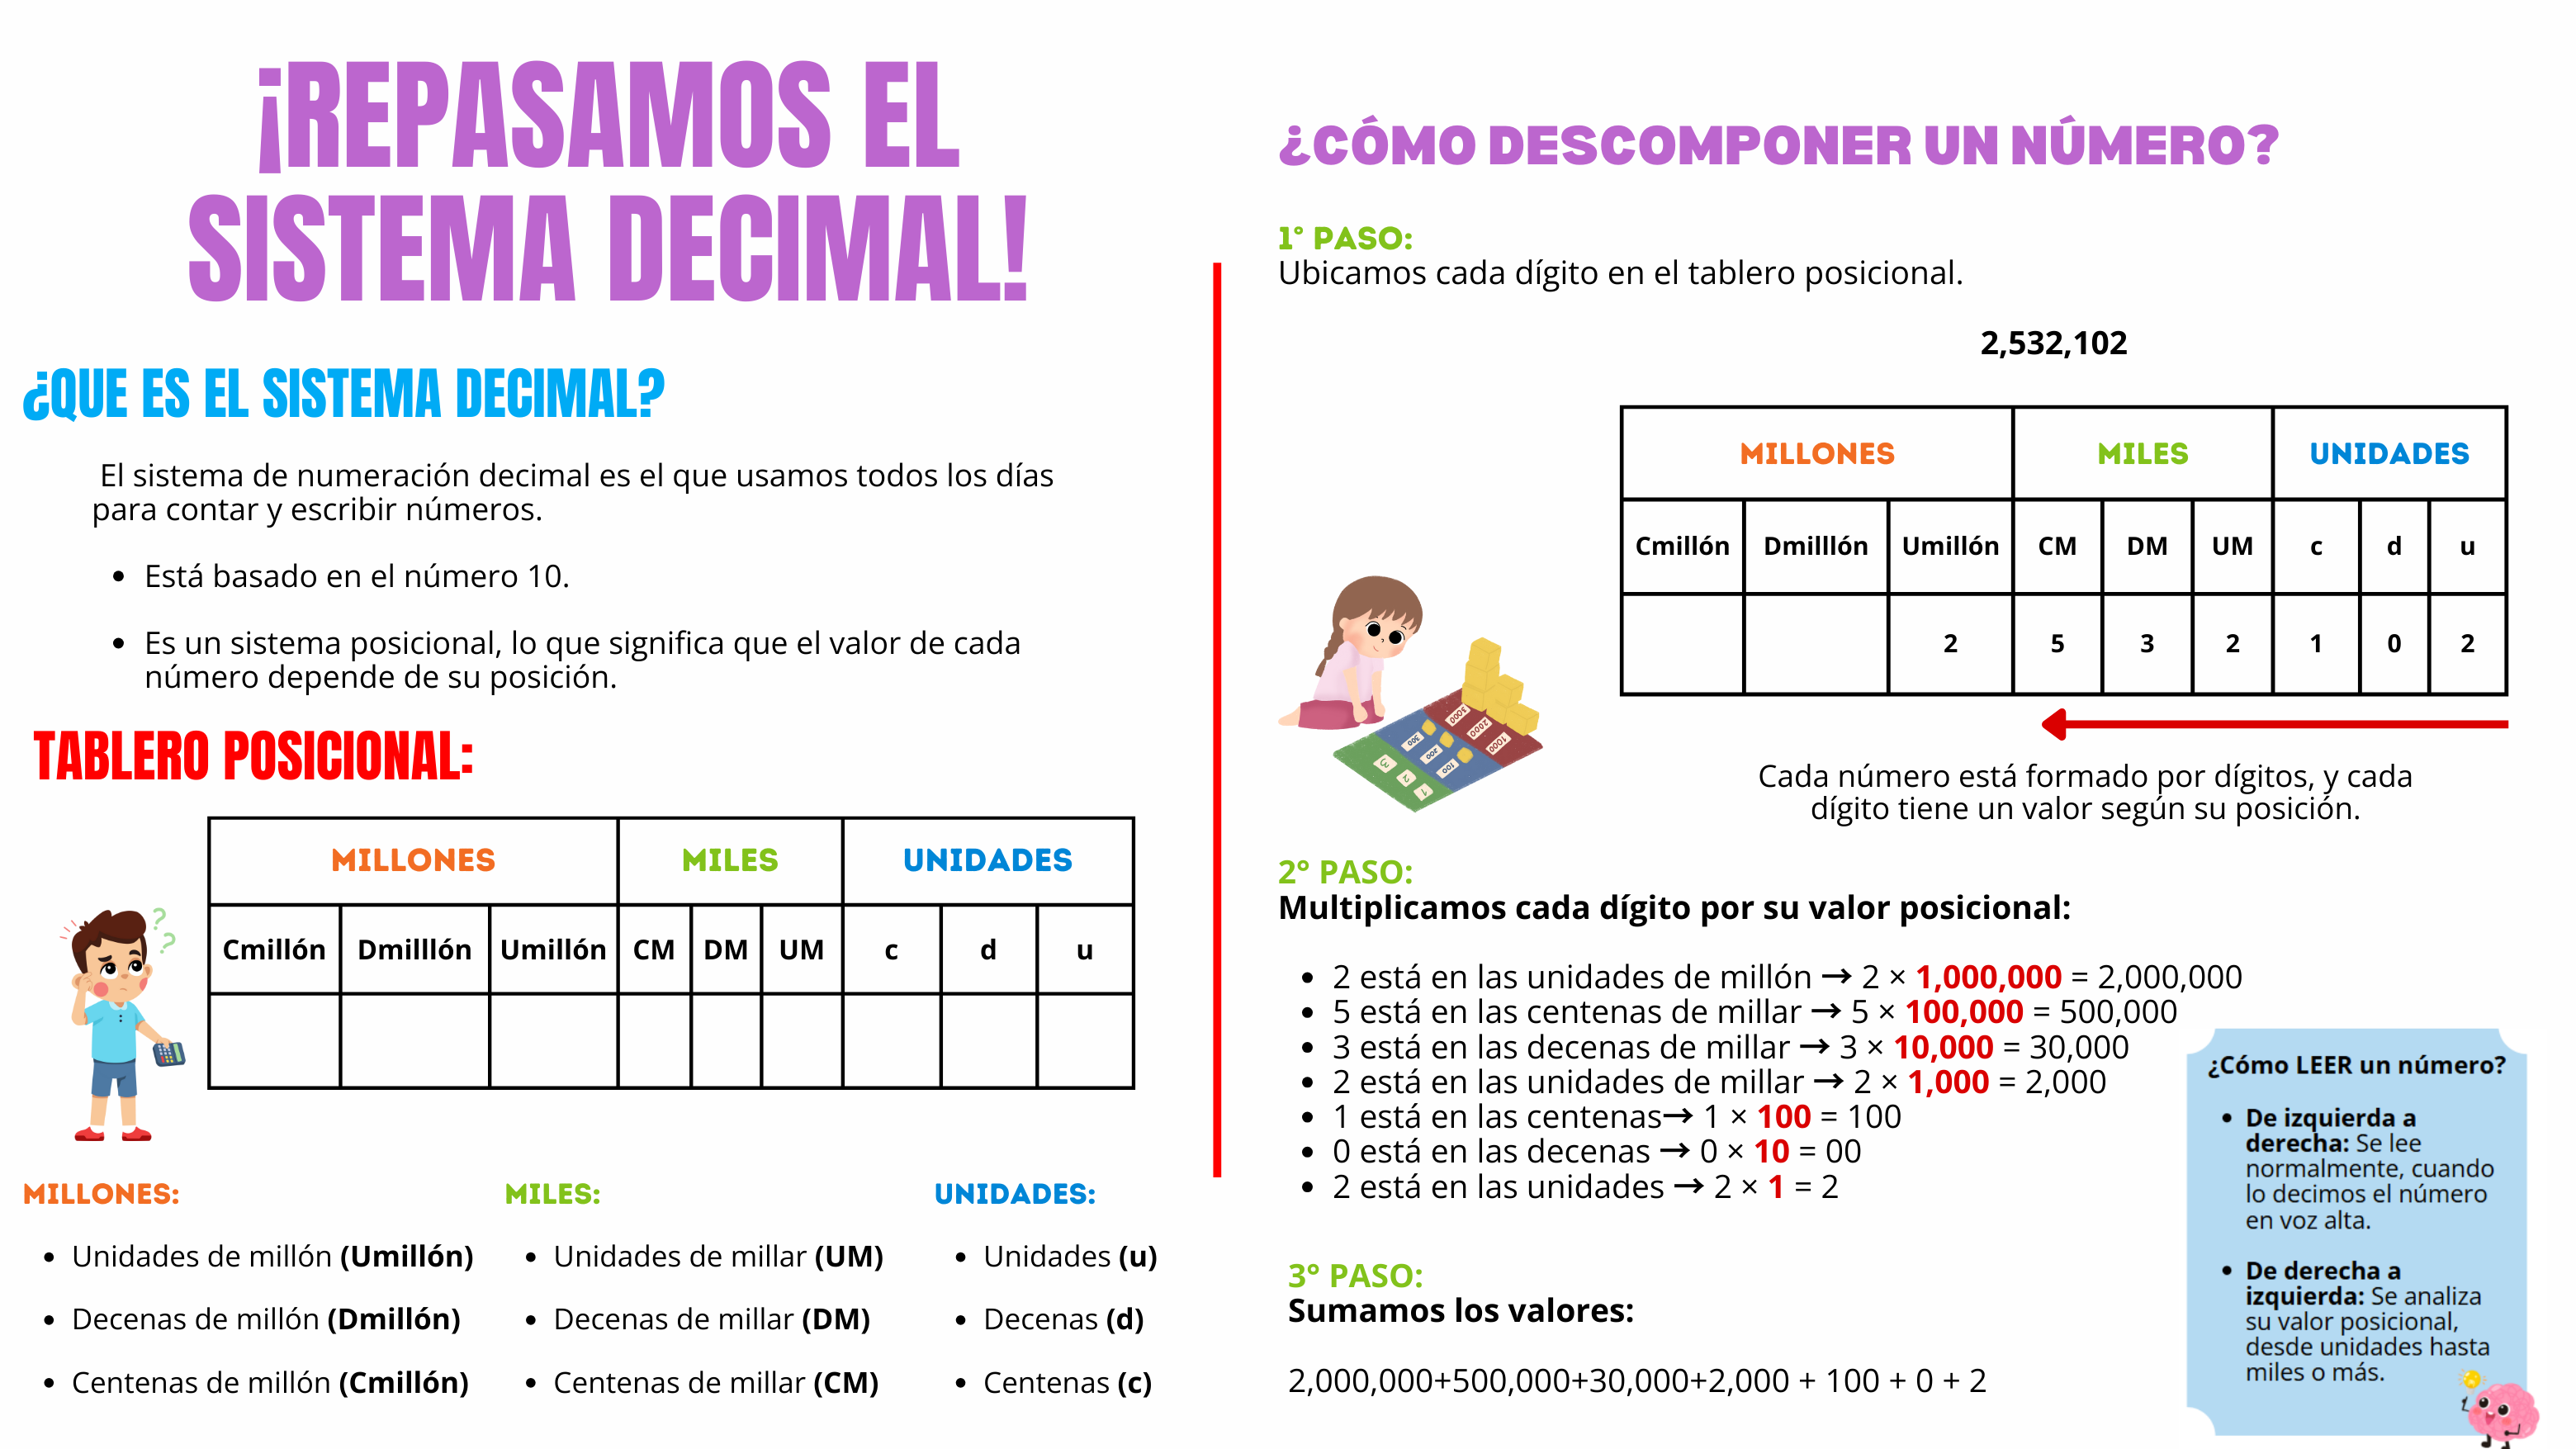 ¡REPASAMOS EL
SISTEMA DECIMAL!
¿QUE ES EL SISTEMA DECIMAL?
El sistema de numeración decimal es el que usamos todos los días
para contar y escribir números.
• Está basado en el número 10.
• Es un sistema posicional, lo que significa que el valor de cada
número depende de su posición.
TABLERO POSICIONAL:
MILLONES MILES UNIDADES
Cmillón Dmilllón Umillón CM DM UM c d u
MILLONES:
• Unidades de millón (Umillón)
• Decenas de millón (Dmillón)
• Centenas de millón (Cmillón)
MILES:
• Unidades de millar (UM)
• Decenas de millar (DM)
• Centenas de millar (CM)
UNIDADES:
• Unidades (u)
• Decenas (d)
• Centenas (c)
¿CÓMO DESCOMPONER UN NÚMERO?
1° PASO:
Ubicamos cada dígito en el tablero posicional.
2,532,102
MILLONES MILES UNIDADES
Cmillón Dmilllón Umillón CM DM UM c d u
2 5 3 2 1 0 2
3000
2000
1000
300
200
100
3
2
1
Cada número está formado por dígitos, y cada
dígito tiene un valor según su posición.
2° PASO:
Multiplicamos cada dígito por su valor posicional:
• 2 está en las unidades de millón → 2 × 1,000,000 = 2,000,000
• 5 está en las centenas de millar → 5 × 100,000 = 500,000
• 3 está en las decenas de millar → 3 × 10,000 = 30,000
• 2 está en las unidades de millar → 2 × 1,000 = 2,000
• 1 está en las centenas→ 1 × 100 = 100
• 0 está en las decenas → 0 × 10 = 00
• 2 está en las unidades → 2 × 1 = 2
3° PASO:
Sumamos los valores:
2,000,000+500,000+30,000+2,000 + 100 + 0 + 2
¿Cómo LEER un número?
• De izquierda a
derecha: Se lee
normalmente, cuando
lo decimos el número
en voz alta.
• De derecha a
izquierda: Se analiza
su valor posicional,
desde unidades hasta
miles o más.